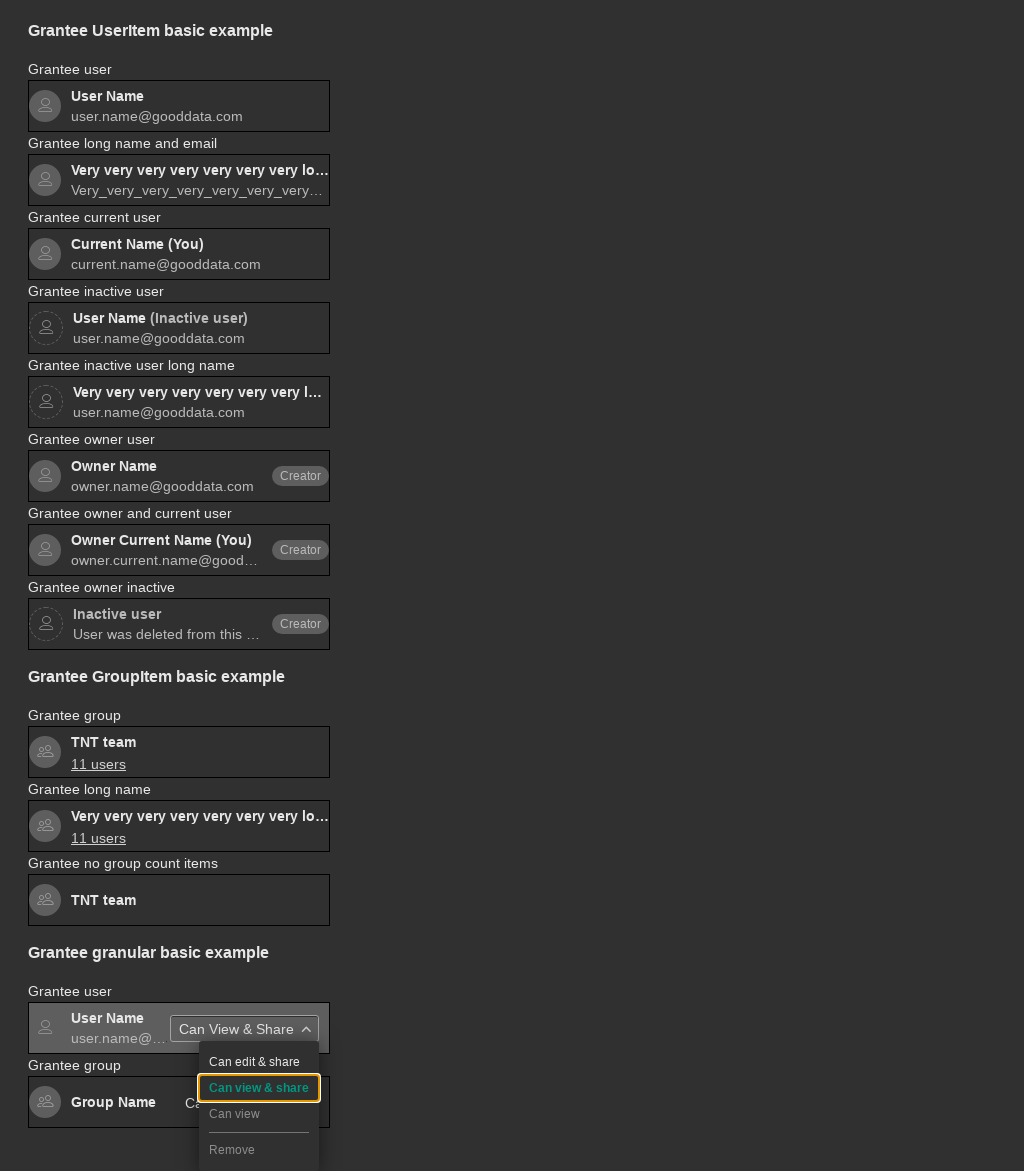 Grantee UserItem basic example
Grantee user
User Name
user.name@gooddata.com
Grantee long name and email
Very very very very very very very lo…
Very_very_very_very_very_very_very…
Grantee current user
Current Name (You)
current.name@gooddata.com
Grantee inactive user
User Name (Inactive user)
user.name@gooddata.com
Grantee inactive user long name
Very very very very very very very l…
user.name@gooddata.com
Grantee owner user
Owner Name
owner.name@gooddata.com
Creator
Grantee owner and current user
Owner Current Name (You)
owner.current.name@good…
Creator
Grantee owner inactive
Inactive user
User was deleted from this …
Creator
Grantee GroupItem basic example
Grantee group
TNT team
11 users
Grantee long name
Very very very very very very very lo…
11 users
Grantee no group count items
TNT team
Grantee granular basic example
Grantee user
User Name
user.name@…
Can View & Share
Can edit & share
Grantee group
Can view & share
Group Name
Can view
Remove